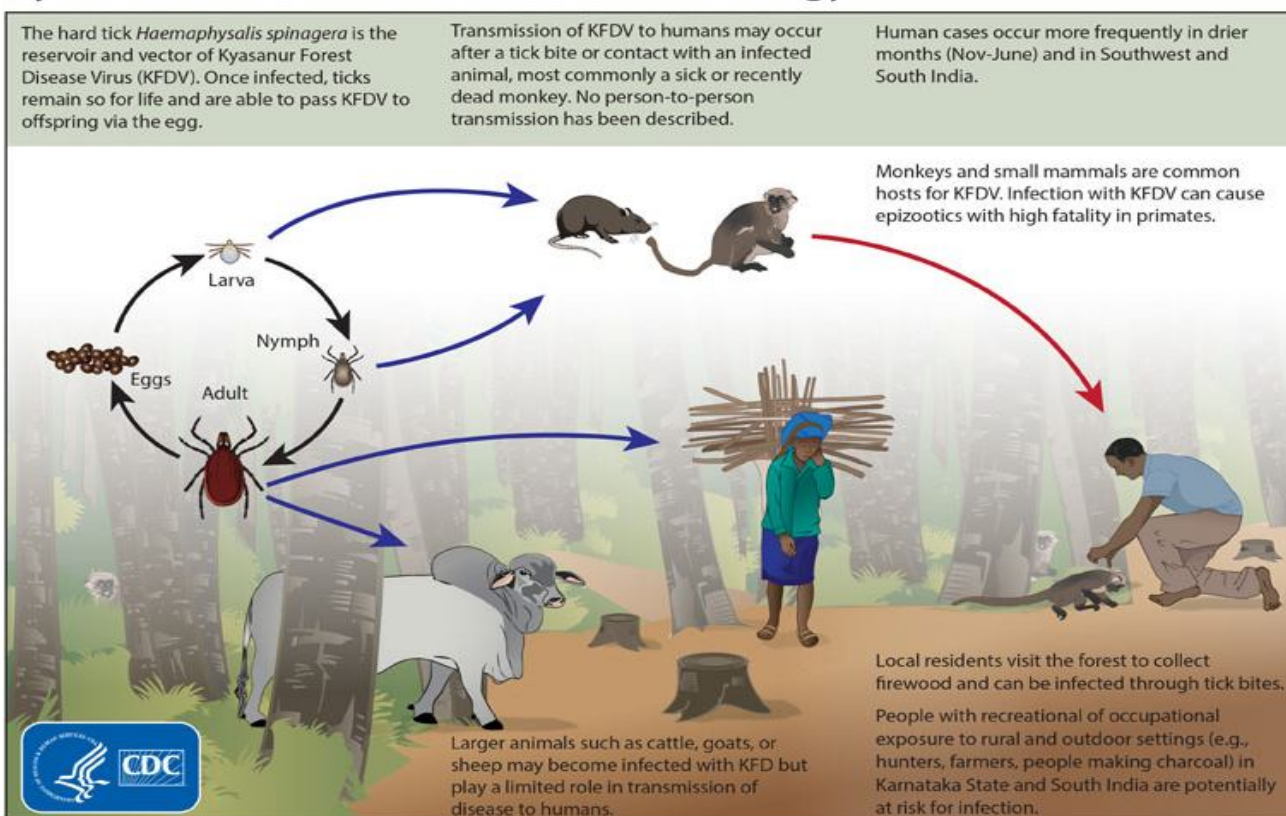 The hard tick Haemaphysalis spinagera is the
reservoir and vector of Kyasanur Forest
Disease Virus (KFDV). Once infected, ticks
remain so for life and are able to pass KFDV to
offspring via the egg.
Transmission of KFDV to humans may occur
after a tick bite or contact with an infected
animal, most commonly a sick or recently
dead monkey. No person-to-person
transmission has been described.
Human cases occur more frequently in drier
months (Nov-June) and in Southwest and
South India.
Monkeys and small mammals are common
hosts for KFDV. Infection with KFDV can cause
epizootics with high fatality in primates.
Larva
Nymph
Eggs
Adult
Local residents visit the forest to collect
firewood and can be infected through tick bites.
People with recreational of occupational
exposure to rural and outdoor settings (e.g.,
hunters, farmers, people making charcoal) in
Karnataka State and South India are potentially
at risk for infection.
Larger animals such as cattle, goats, or
sheep may become infected with KFD but
play a limited role in transmission of
disease to humans.
CDC